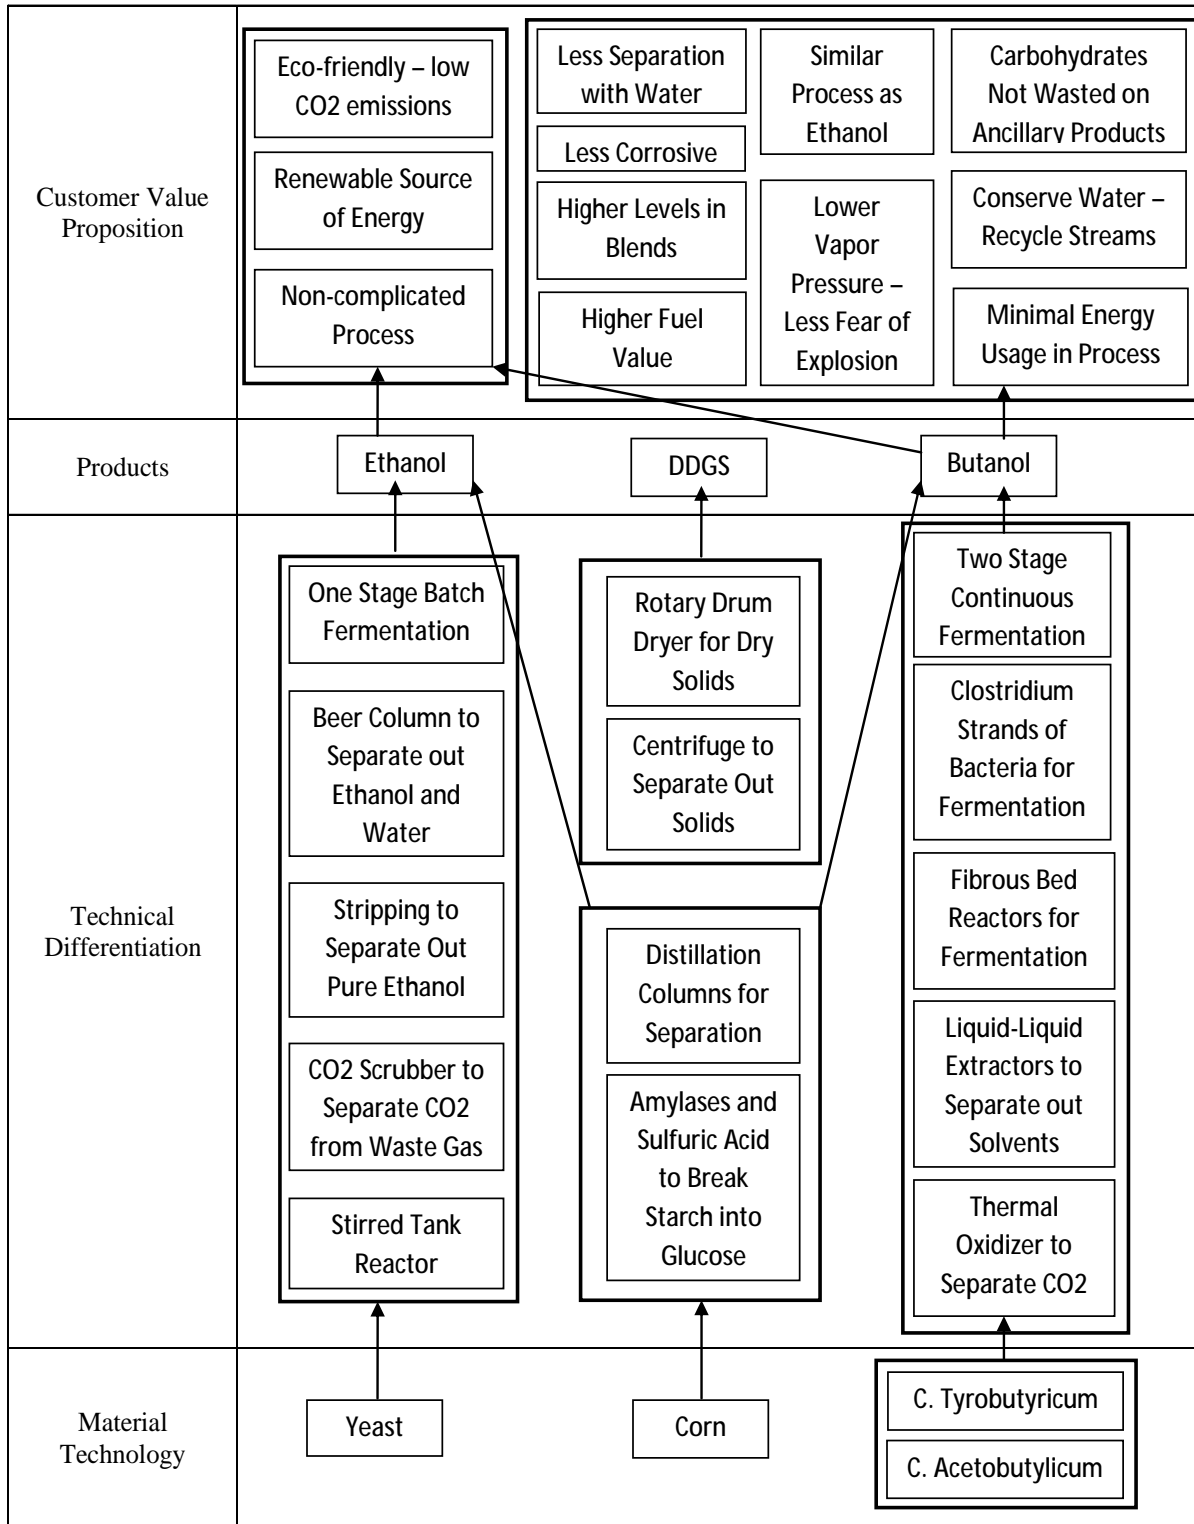 Customer Value
Proposition
Eco-friendly – low
CO2 emissions
Renewable Source
of Energy
Non-complicated
Process
Less Separation
with Water
Less Corrosive
Higher Levels in
Blends
Higher Fuel
Value
Similar
Process as
Ethanol
Lower
Vapor
Pressure –
Less Fear of
Explosion
Carbohydrates
Not Wasted on
Ancillary Products
Conserve Water –
Recycle Streams
Minimal Energy
Usage in Process
Products
Ethanol
DDGS
Butanol
Technical
Differentiation
One Stage Batch
Fermentation
Beer Column to
Separate out
Ethanol and
Water
Stripping to
Separate Out
Pure Ethanol
CO2 Scrubber to
Separate CO2
from Waste Gas
Stirred Tank
Reactor
Rotary Drum
Dryer for Dry
Solids
Centrifuge to
Separate Out
Solids
Distillation
Columns for
Separation
Amylases and
Sulfuric Acid
to Break
Starch into
Glucose
Two Stage
Continuous
Fermentation
Clostridium
Strands of
Bacteria for
Fermentation
Fibrous Bed
Reactors for
Fermentation
Liquid-Liquid
Extractors to
Separate out
Solvents
Thermal
Oxidizer to
Separate CO2
Material
Technology
Yeast
Corn
C. Tyrobutyricum
C. Acetobutylicum